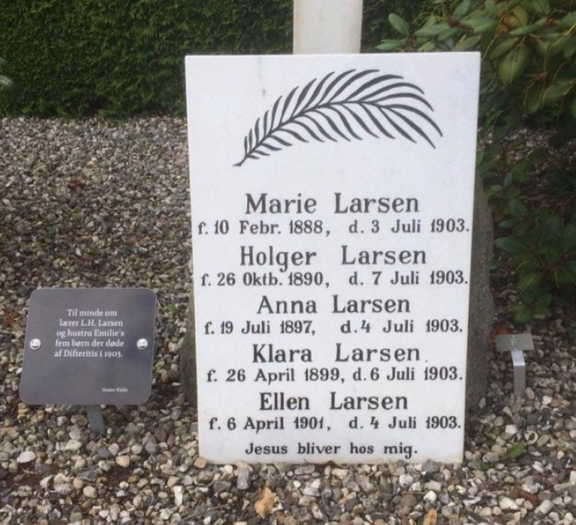 Marie Larsen
f. 10 Febr. 1888, d. 3 Juli 1903.
Holger Larsen
f. 26 Oktb. 1890, d. 7 Juli 1903.
Anna Larsen
f. 19 Juli 1897, d. 4 Juli 1903.
Klara Larsen
f. 26 April 1899, d. 6 Juli 1903.
Ellen Larsen
f. 6 April 1901, d. 4 Juli 1903.
Jesus bliver hos mig.
Til minde om
lærer L.H. Larsen
og hustru Emilie's
fem børn der døde
af Difteritis i 1903.